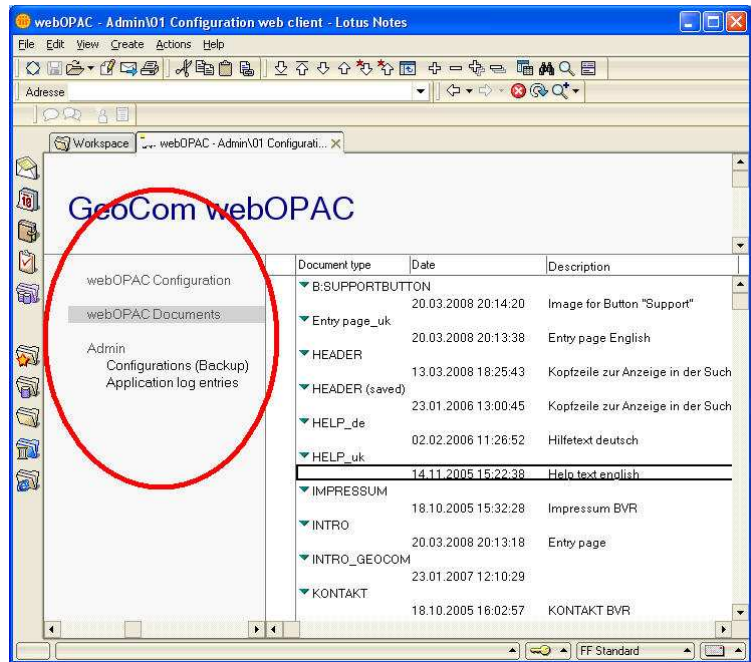 webOPAC - Admin\01 Configuration web client - Lotus Notes
File Edit View Create Actions Help
Adresse
Workspace webOPAC - Admin\01 Configurati...
18
GeoCom webOPAC
webOPAC Configuration
webOPAC Documents
Admin
Configurations (Backup)
Application log entries
Document type Date Description
B:SUPPORTBUTTON
20.03.2008 20:14:20 Image for Button "Support"
Entry page_uk
20.03.2008 20:13:38 Entry page English
HEADER
13.03.2008 18:25:43 Kopfzeile zur Anzeige in der Such
HEADER (saved)
23.01.2006 13:00:45 Kopfzeile zur Anzeige in der Such
HELP_de
02.02.2006 11:26:52 Hilfetext deutsch
HELP_uk
14.11.2005 15:22:38 Help text english
IMPRESSUM
18.10.2005 15:32:28 Impressum BVR
INTRO
20.03.2008 20:13:18 Entry page
INTRO_GEOCOM
23.01.2007 12:10:29
KONTAKT
18.10.2005 16:02:57 KONTAKT BVR
FF Standard